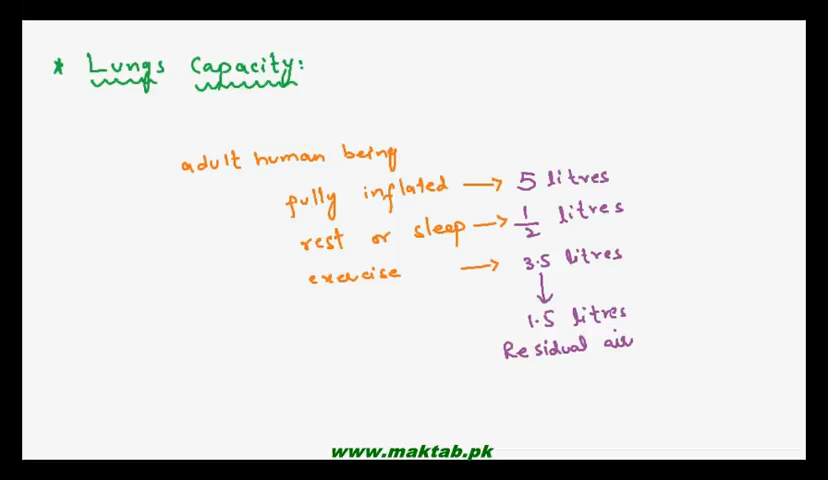 * Lungs Capacity:
adult human being
fully inflated → 5 litres
rest or sleep → 1/2 litres
exercise → 3.5 litres
↓
1.5 litres
Residual air
www.maktab.pk